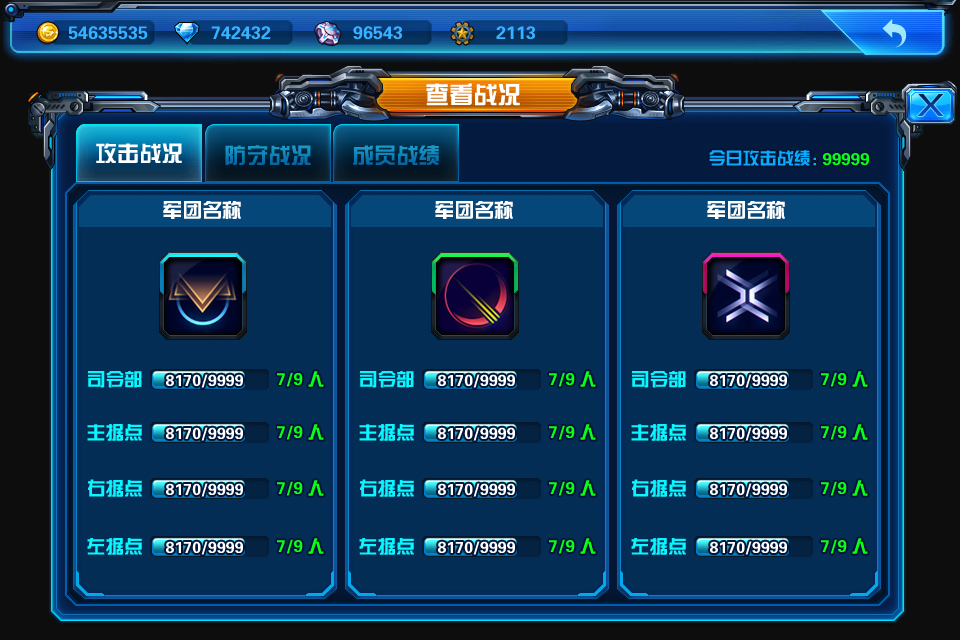 54635535 742432 96543 2113
查看战况
攻击战况 防守战况 成员战绩 今日攻击战绩: 99999
军团名称 军团名称 军团名称
司令部 8170/9999 7/9 人 司令部 8170/9999 7/9 人 司令部 8170/9999 7/9 人
主据点 8170/9999 7/9 人 主据点 8170/9999 7/9 人 主据点 8170/9999 7/9 人
右据点 8170/9999 7/9 人 右据点 8170/9999 7/9 人 右据点 8170/9999 7/9 人
左据点 8170/9999 7/9 人 左据点 8170/9999 7/9 人 左据点 8170/9999 7/9 人